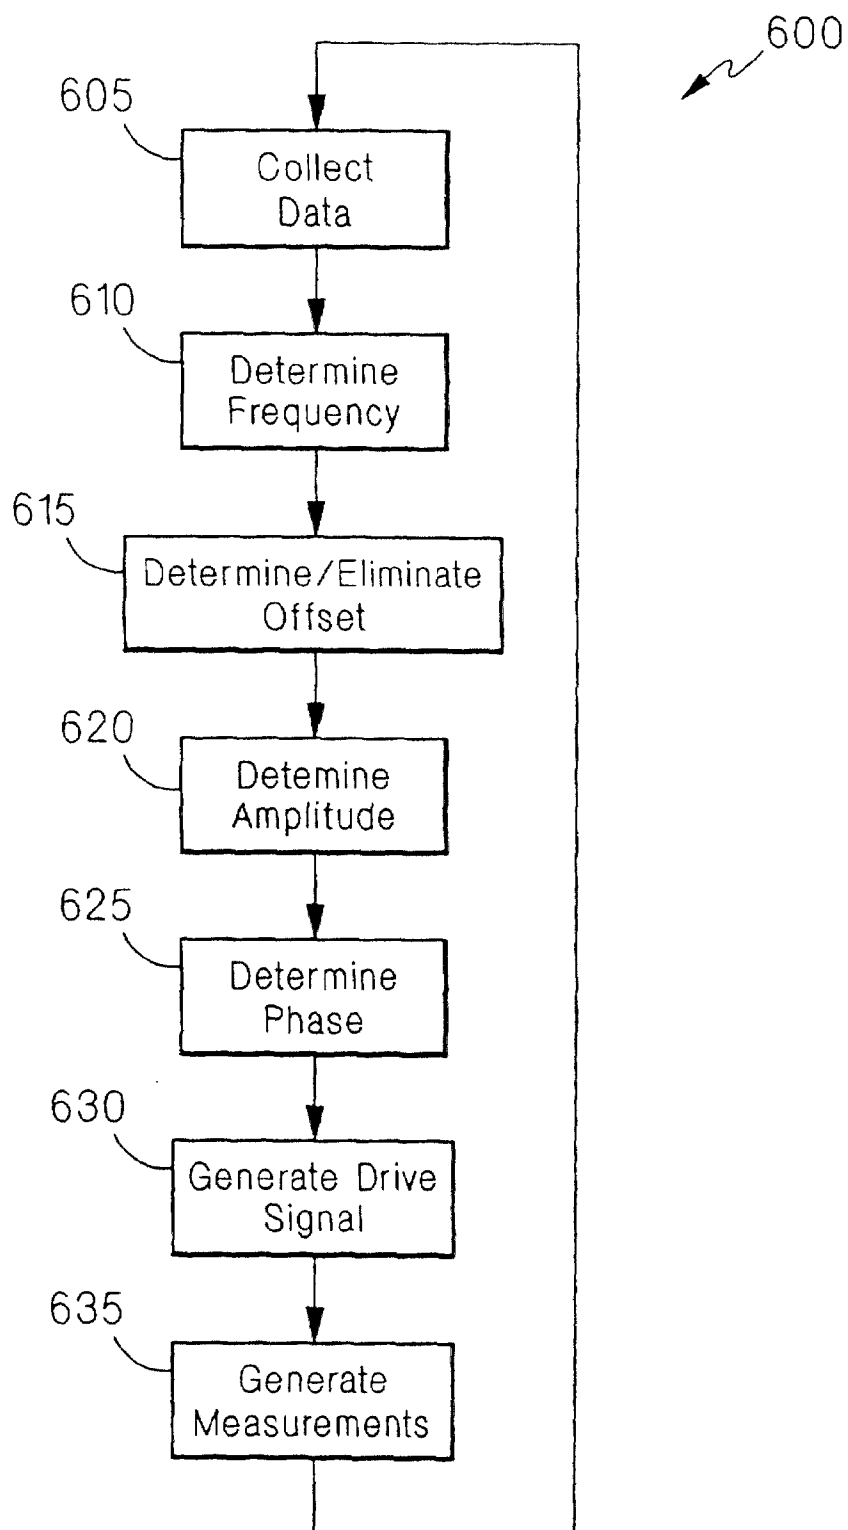 600
605
Collect
Data
610
Determine
Frequency
615
Determine/Eliminate
Offset
620
Detemine
Amplitude
625
Determine
Phase
630
Generate Drive
Signal
635
Generate
Measurements